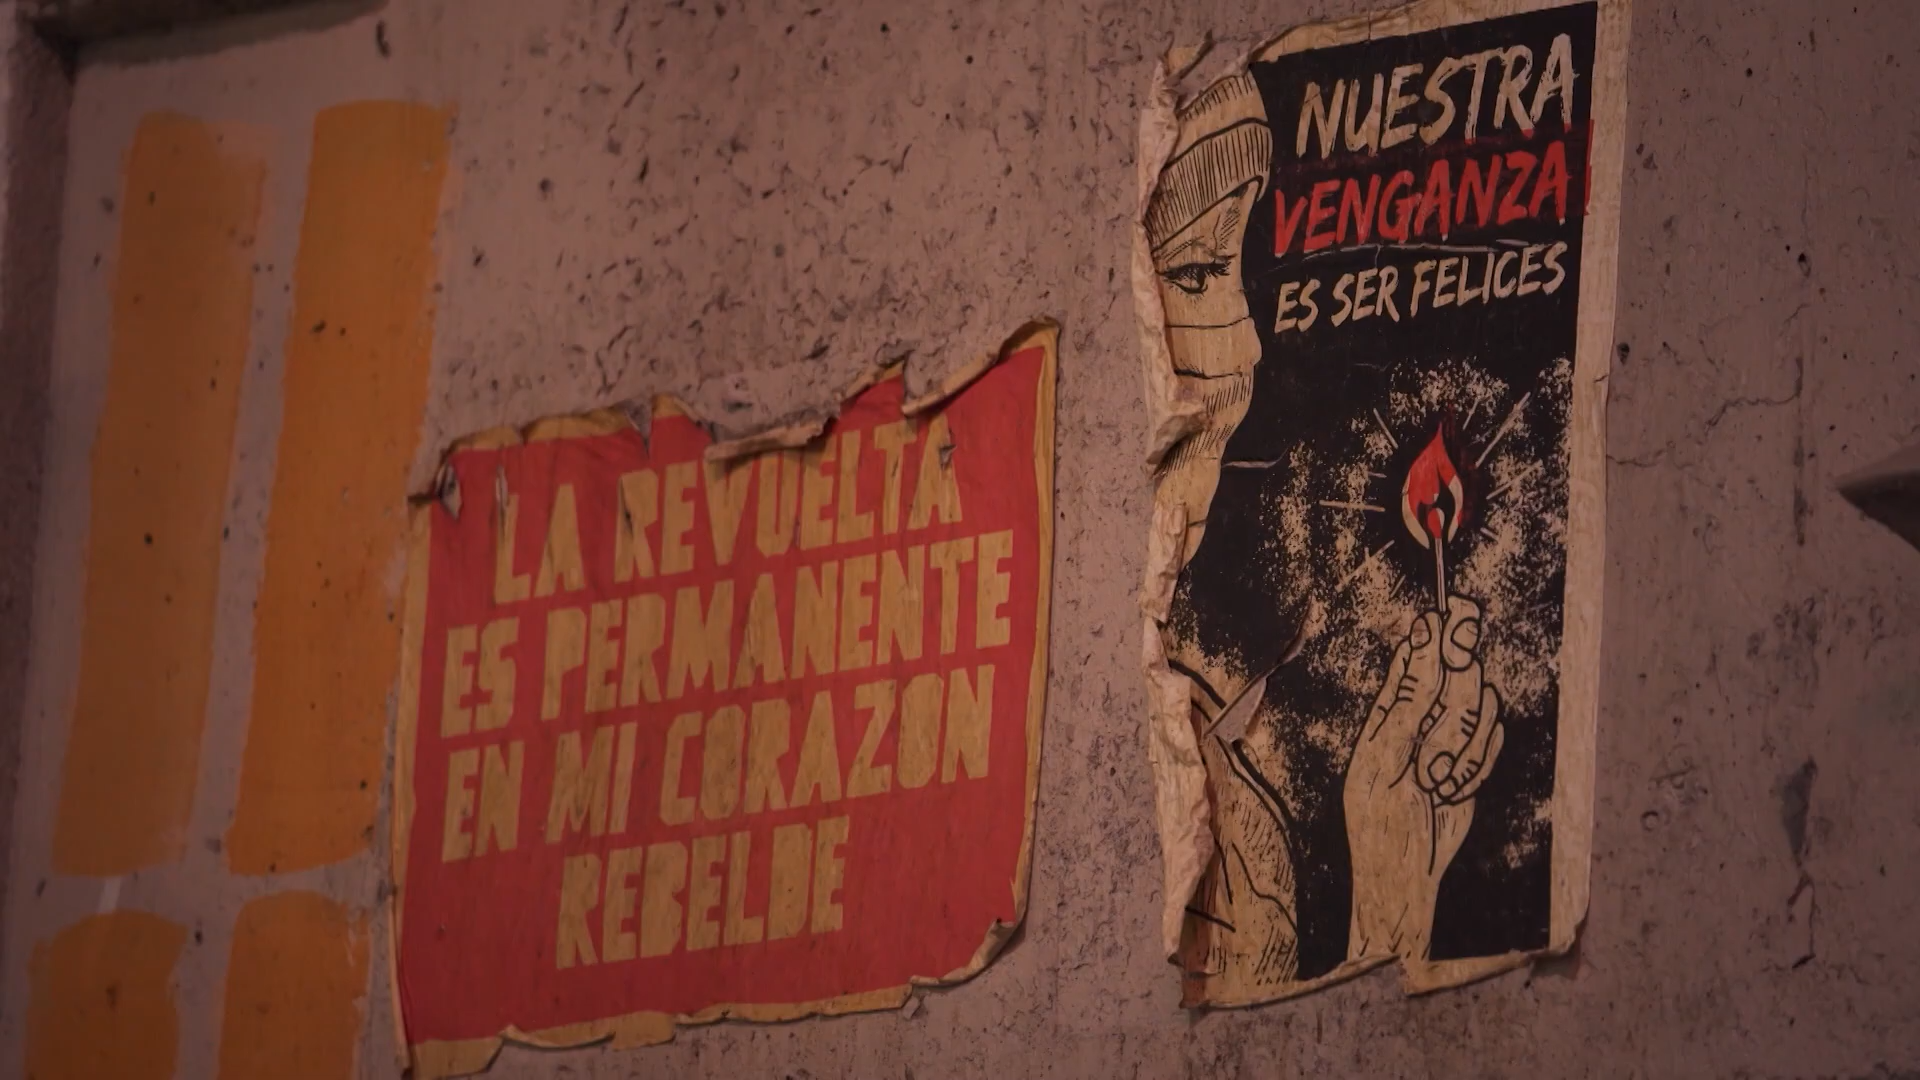 LA REVUELTA
ES PERMANENTE
EN MI CORAZON
REBELDE
NUESTRA
VENGANZA
ES SER FELICES